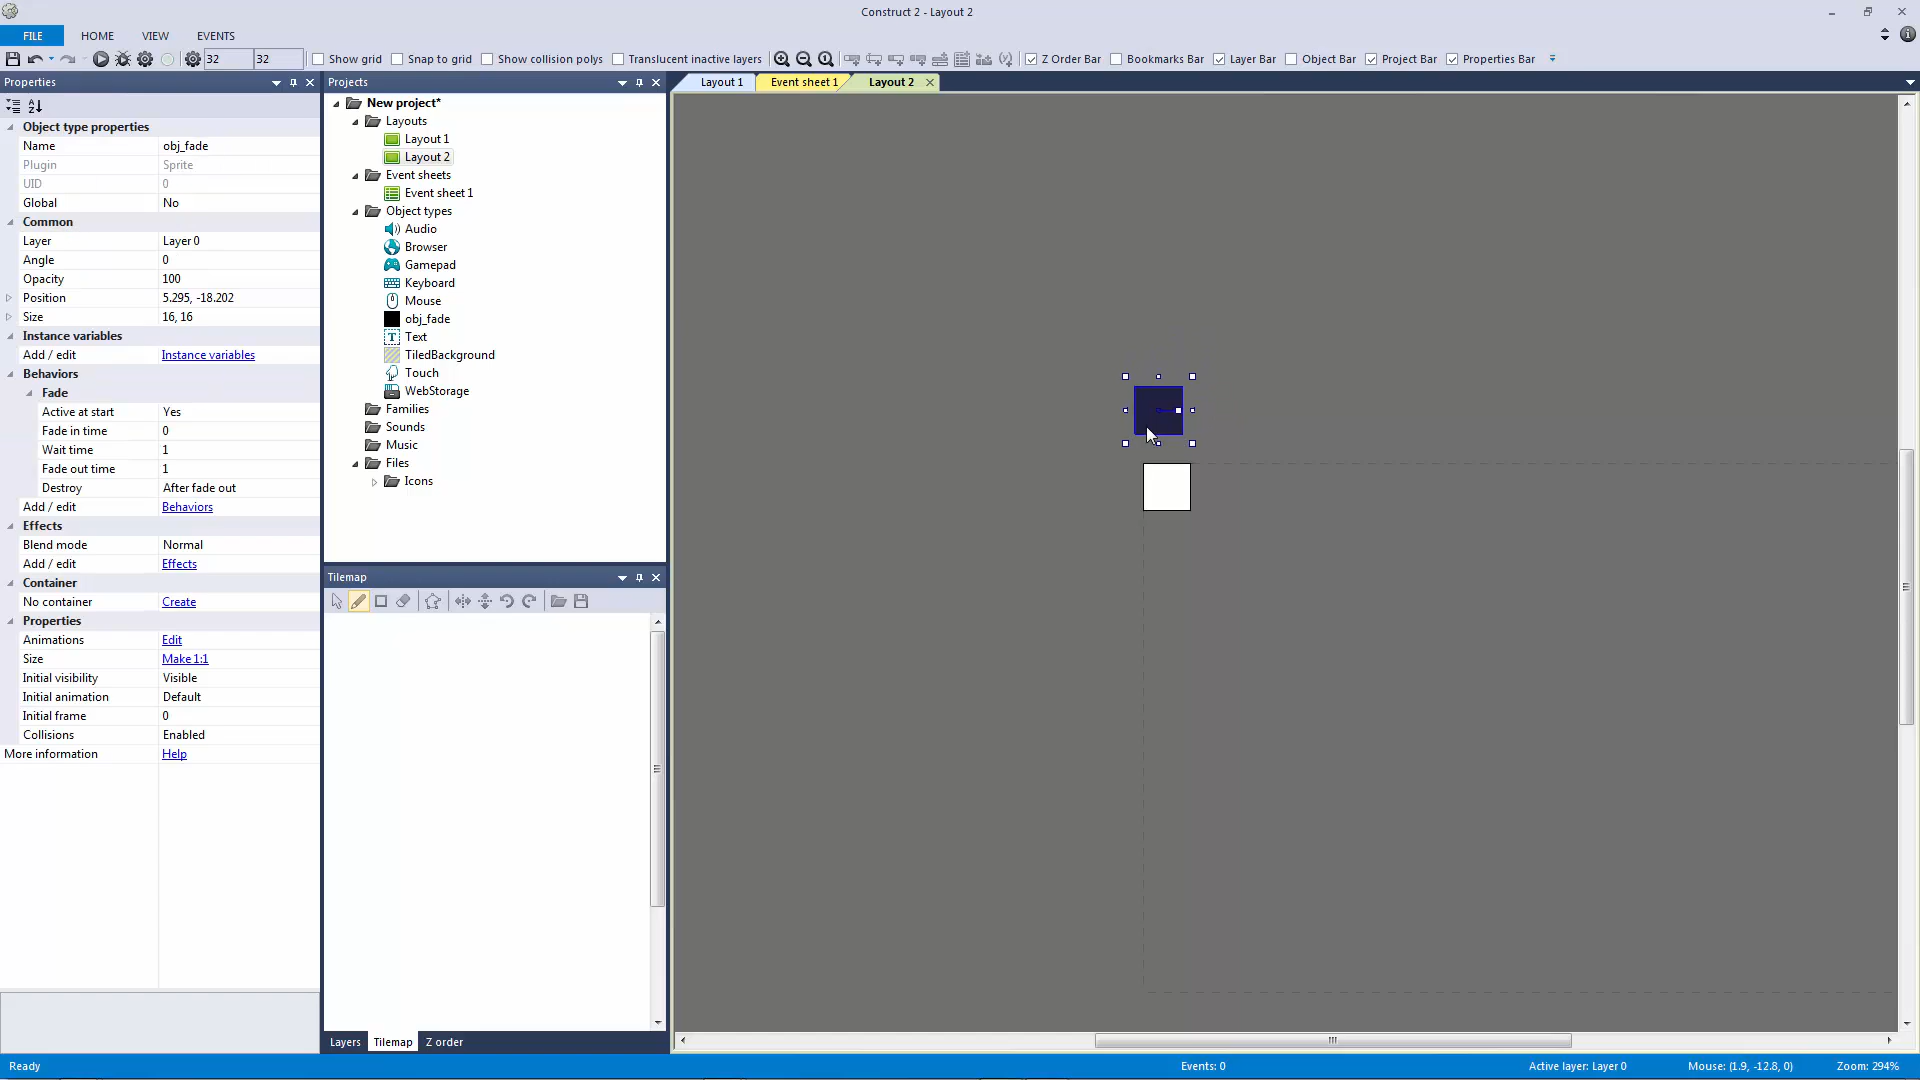 Construct 2 - Layout 2
FILE HOME VIEW EVENTS
32 32 Show grid Snap to grid Show collision polys Translucent inactive layers Z Order Bar Bookmarks Bar Layer Bar Object Bar Project Bar Properties Bar
Properties
Object type properties
Name obj_fade
Plugin Sprite
UID 0
Global No
Common
Layer Layer 0
Angle 0
Opacity 100
Position 5.295, -18.202
Size 16, 16
Instance variables
Add / edit Instance variables
Behaviors
Fade
Active at start Yes
Fade in time 0
Wait time 1
Fade out time 1
Destroy After fade out
Add / edit Behaviors
Effects
Blend mode Normal
Add / edit Effects
Container
No container Create
Properties
Animations Edit
Size Make 1:1
Initial visibility Visible
Initial animation Default
Initial frame 0
Collisions Enabled
More information Help
Projects
New project*
Layouts
Layout 1
Layout 2
Event sheets
Event sheet 1
Object types
Audio
Browser
Gamepad
Keyboard
Mouse
obj_fade
Text
TiledBackground
Touch
WebStorage
Families
Sounds
Music
Files
Icons
Tilemap
Layers Tilemap Z order
Layout 1 Event sheet 1 Layout 2
Ready Events: 0 Active layer: Layer 0 Mouse: (1.9, -12.8, 0) Zoom: 294%